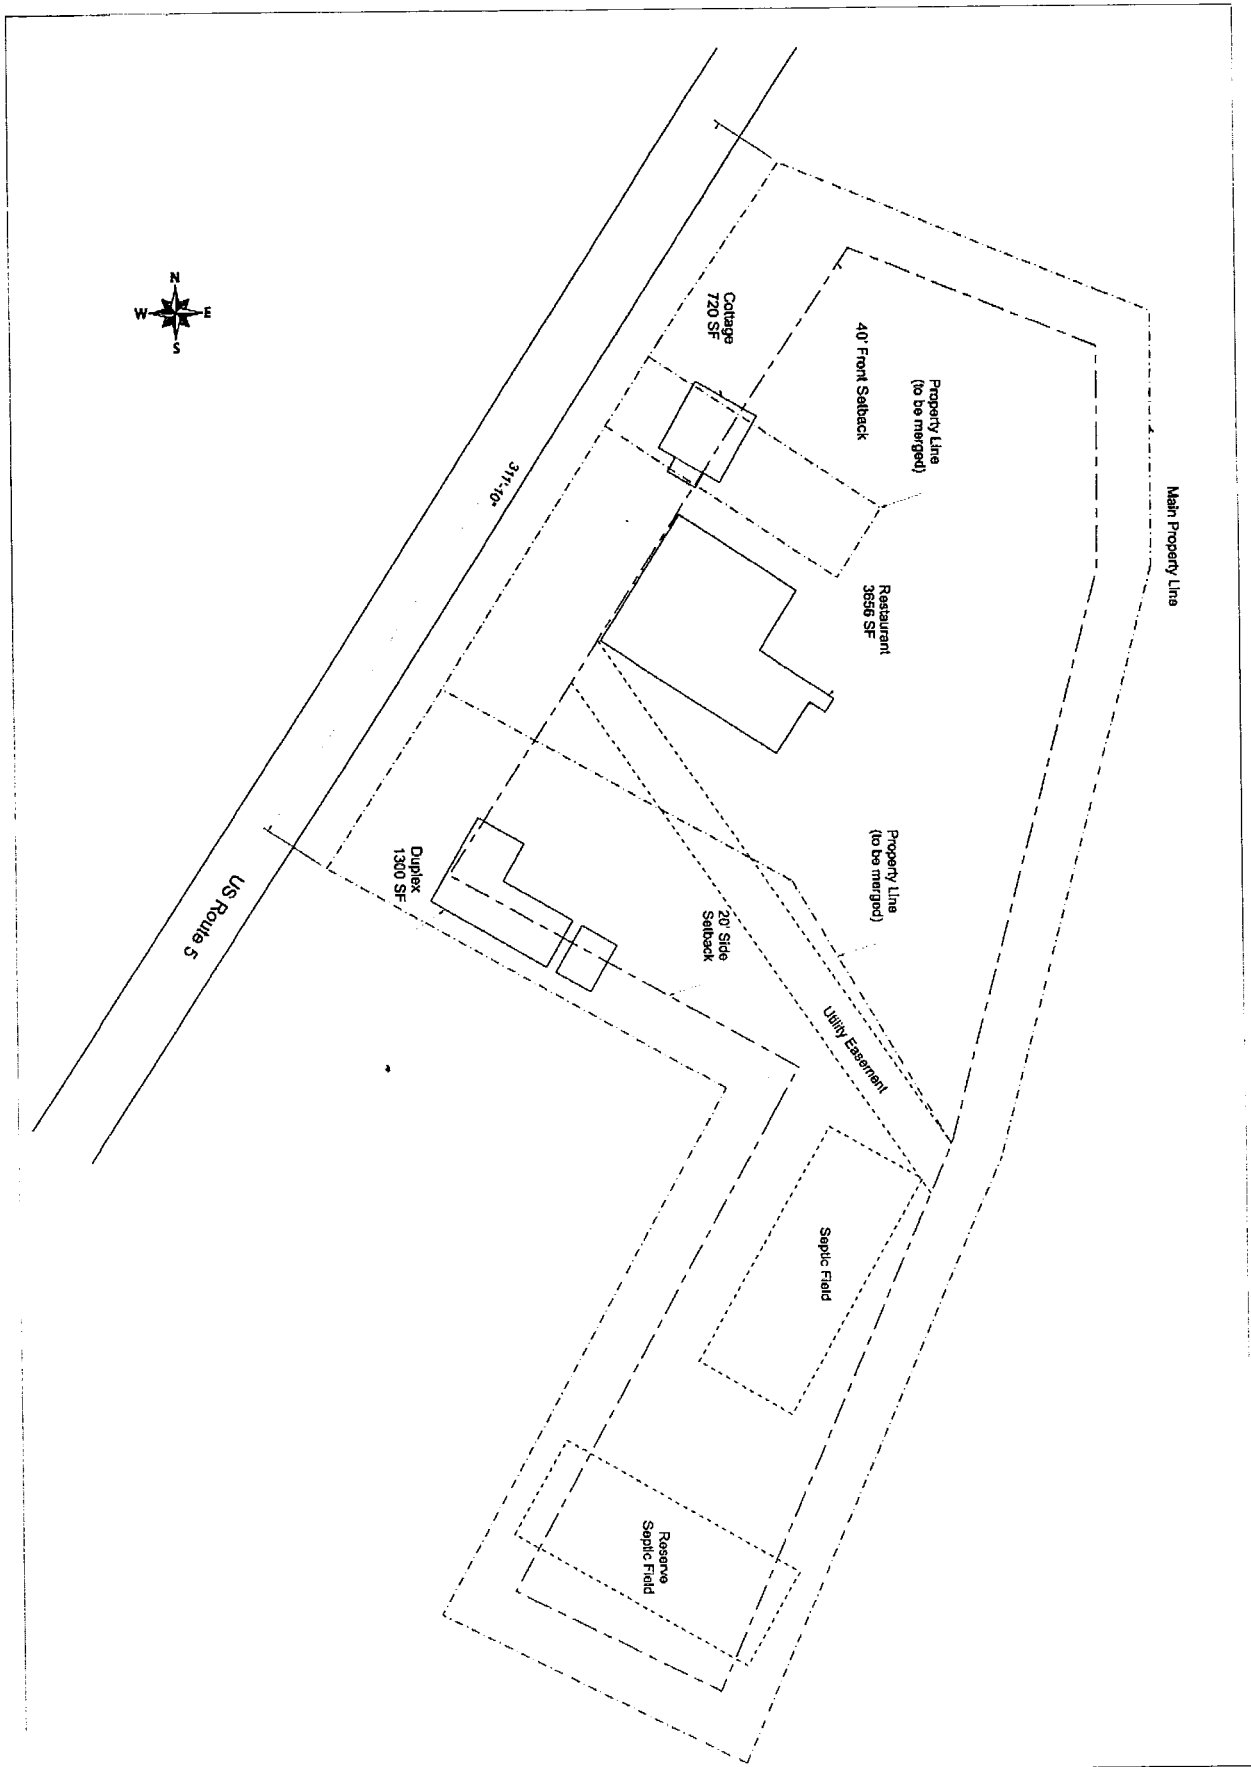 Main Property Line
Property Line
(to be merged)
40' Front Setback
Cottage
720 SF
Restaurant
3656 SF
311'-10"
N
W
E
S
Property Line
(to be merged)
20' Side
Setback
Duplex
1300 SF
US Route 5
Utility Easement
Septic Field
Reserve
Septic Field